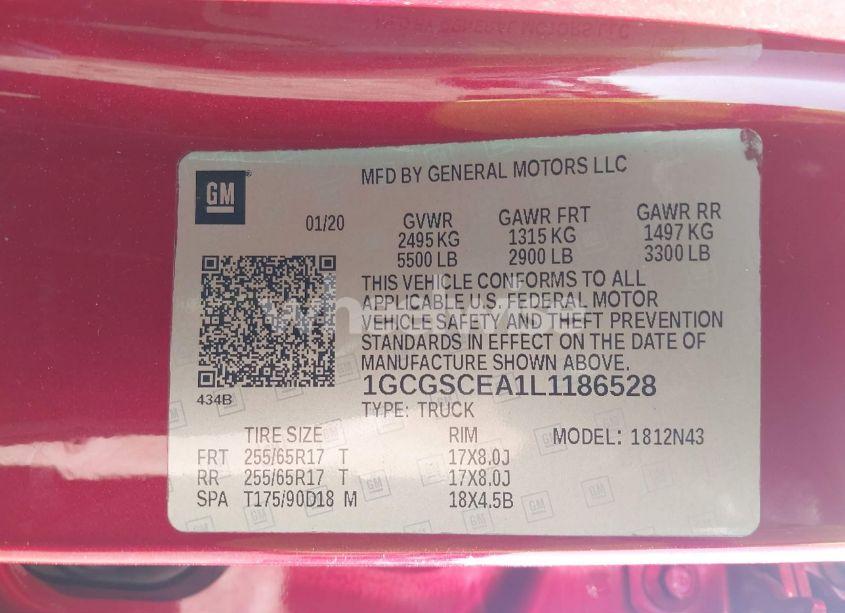 MFD BY GENERAL MOTORS LLC
GM
01/20 GVWR GAWR FRT GAWR RR
2495 KG 1315 KG 1497 KG
5500 LB 2900 LB 3300 LB
THIS VEHICLE CONFORMS TO ALL
APPLICABLE U.S. FEDERAL MOTOR
VEHICLE SAFETY AND THEFT PREVENTION
STANDARDS IN EFFECT ON THE DATE OF
MANUFACTURE SHOWN ABOVE.
1GCGSCEA1L1186528
434B
TYPE: TRUCK
TIRE SIZE RIM MODEL: 1812N43
FRT 255/65R17 T 17X8.0J
RR 255/65R17 T 17X8.0J
SPA T175/90D18 M 18X4.5B